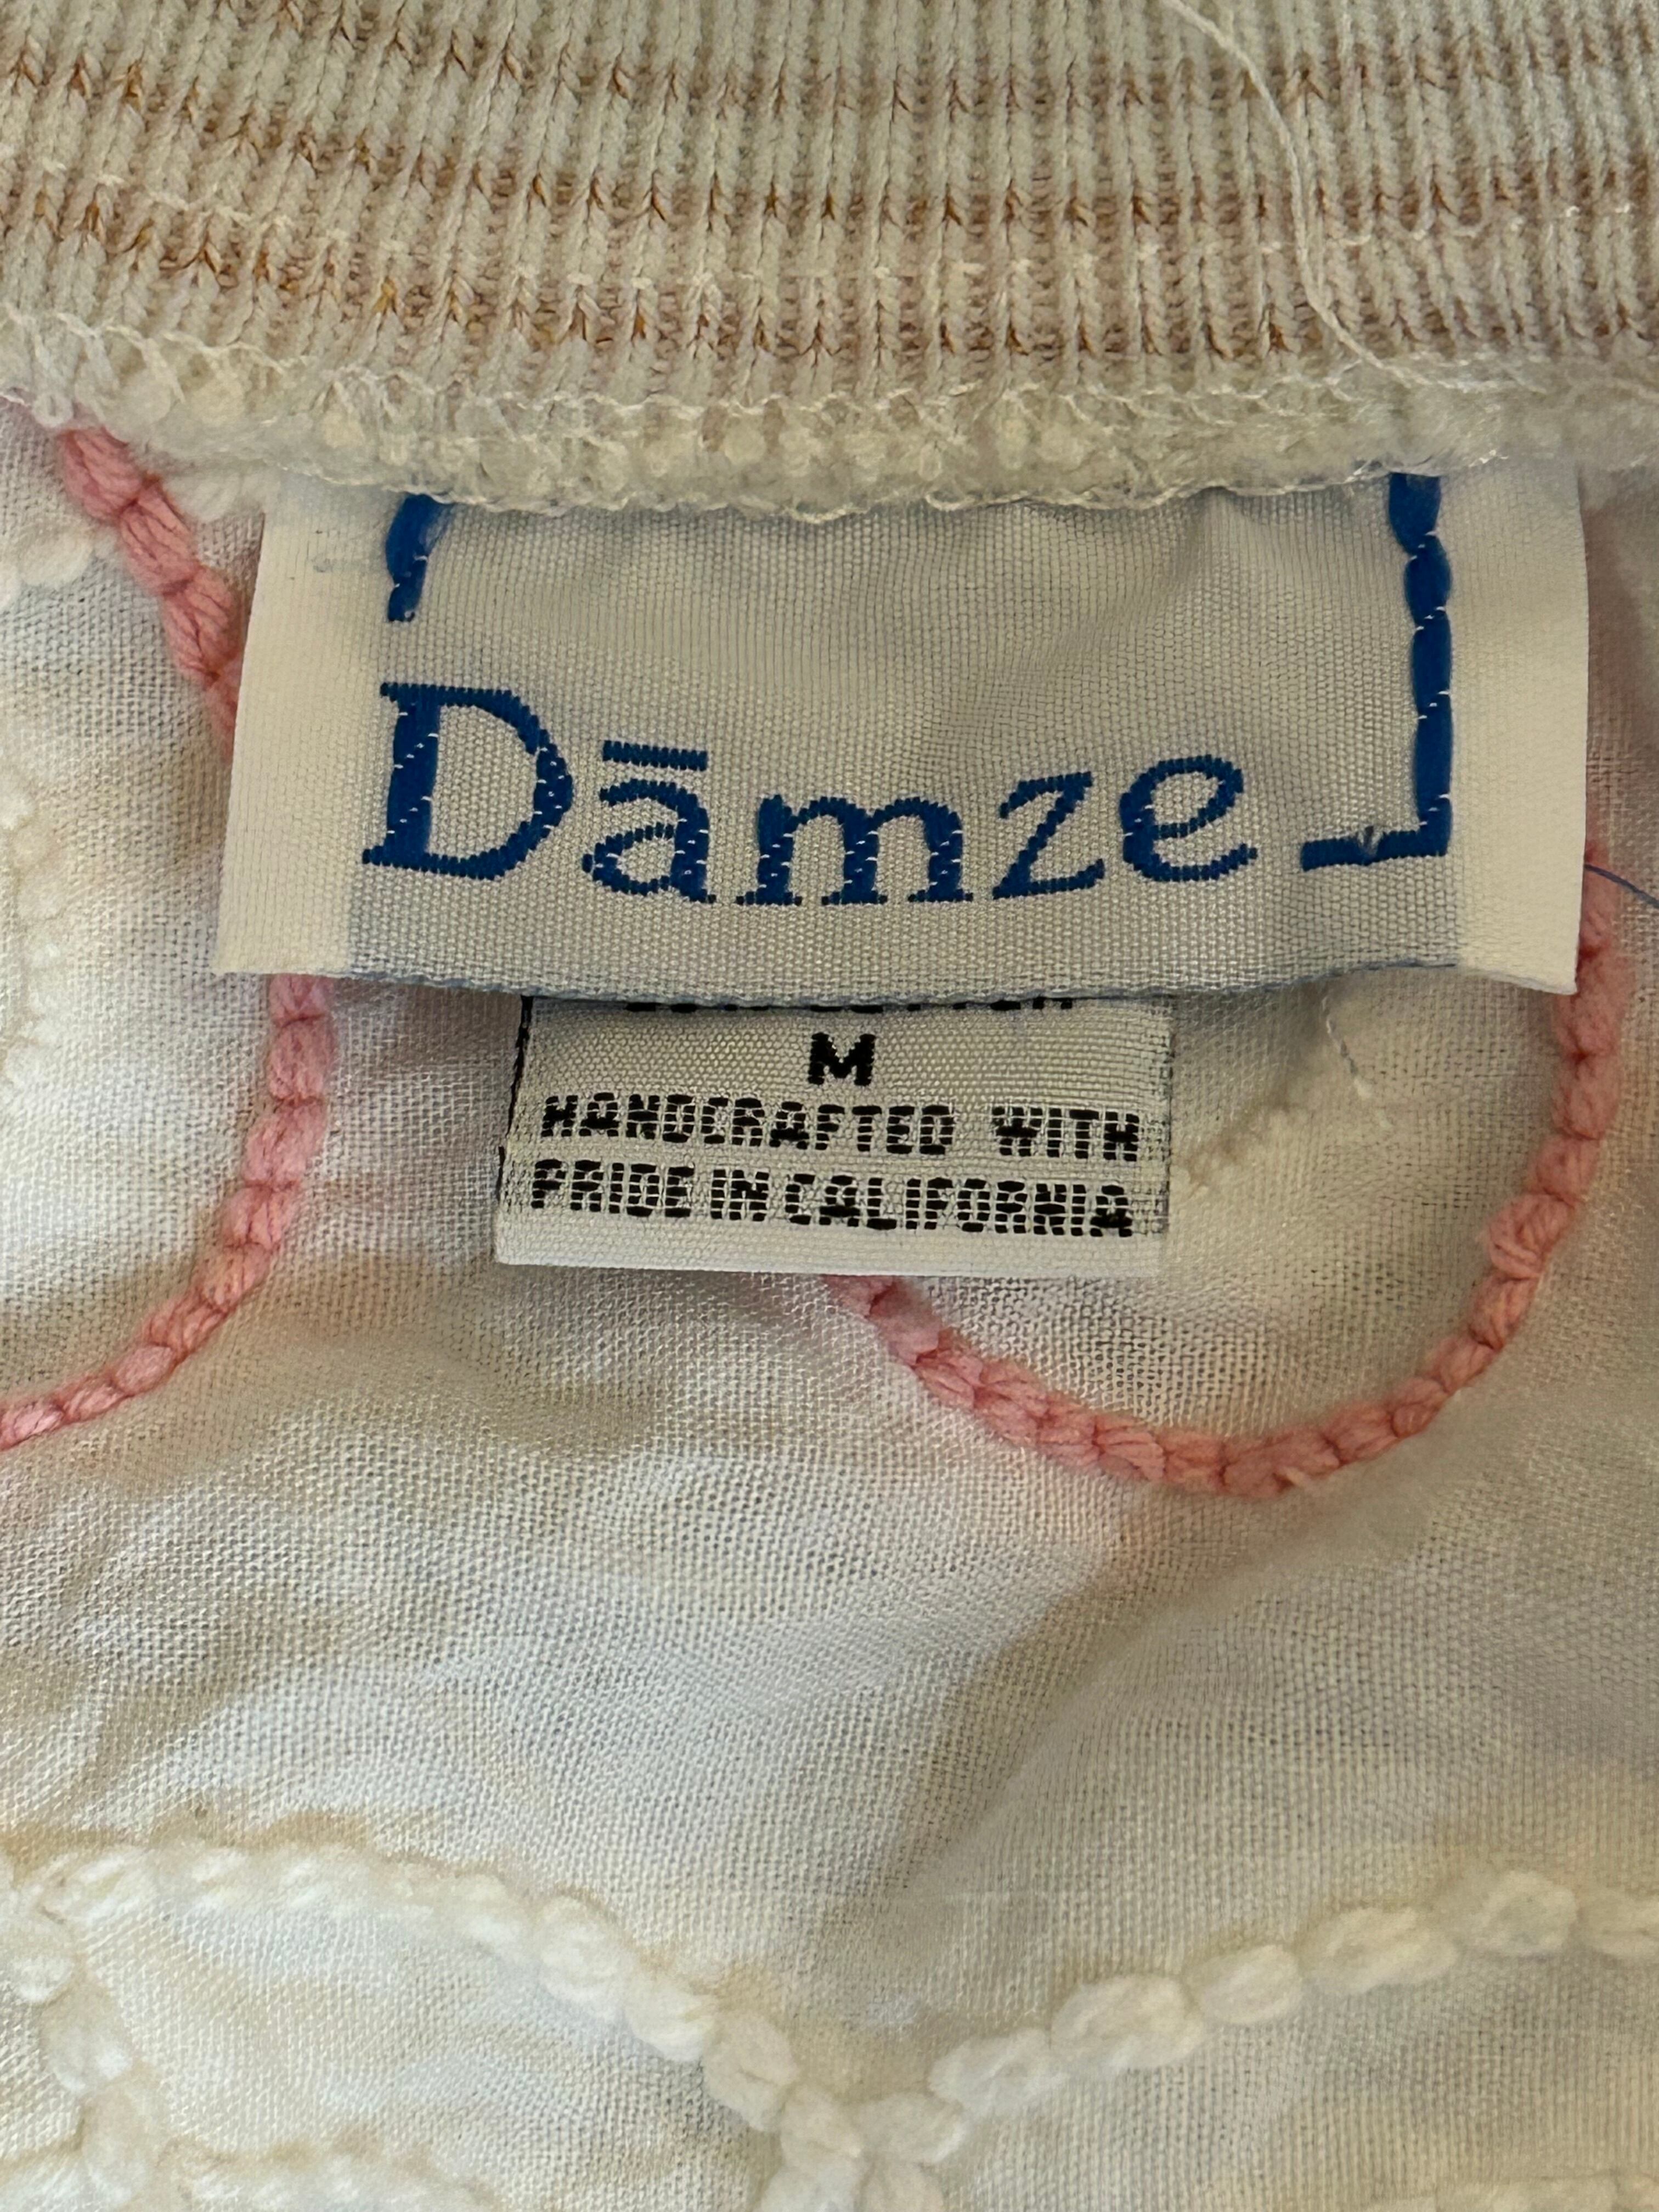 Dāmze
M
HANDCRAFTED WITH
PRIDE IN CALIFORNIA